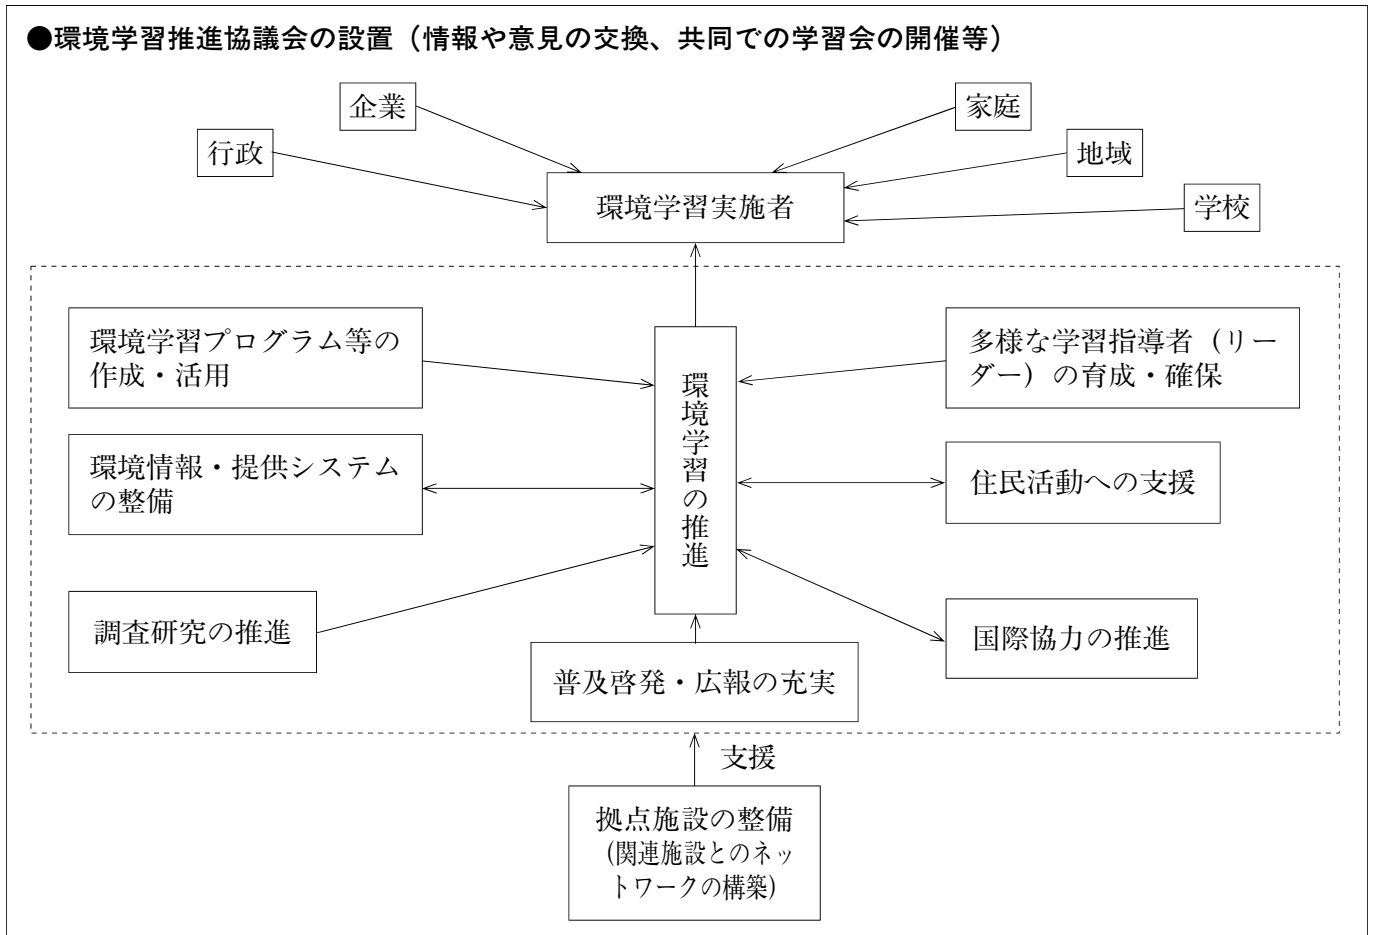 ●環境学習推進協議会の設置（情報や意見の交換、共同での学習会の開催等）
企業
家庭
行政
地域
環境学習実施者
学校
環境学習プログラム等の
作成・活用
多様な学習指導者（リー
ダー）の育成・確保
環境学習の推進
環境情報・提供システム
の整備
住民活動への支援
調査研究の推進
国際協力の推進
普及啓発・広報の充実
支援
拠点施設の整備
(関連施設とのネッ
トワークの構築)